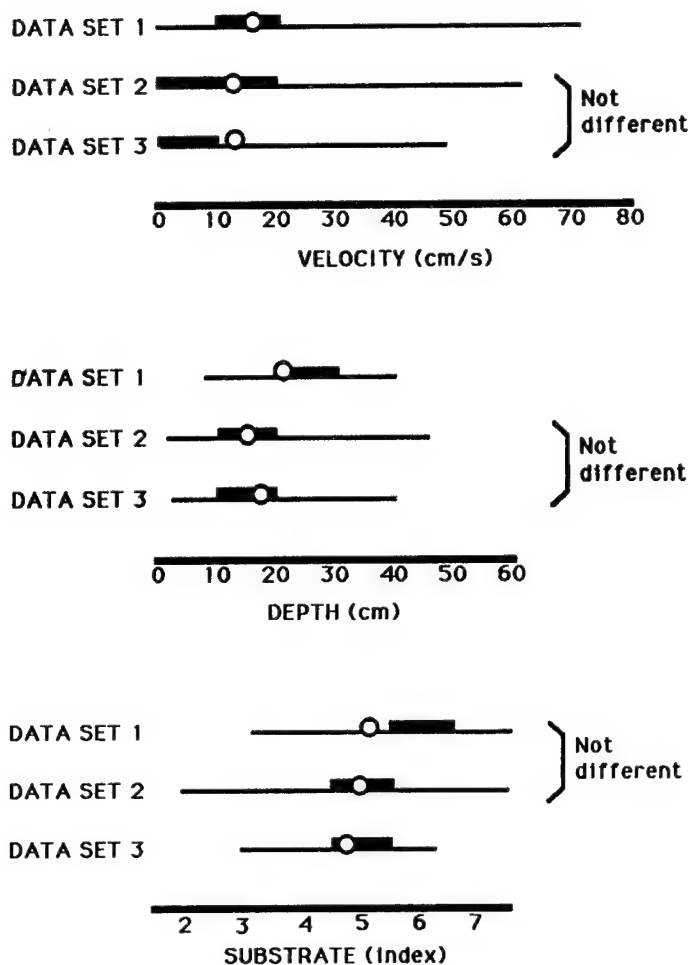 DATA SET 1
DATA SET 2
DATA SET 3
Not
different
0 10 20 30 40 50 60 70 80
VELOCITY (cm/s)
DATA SET 1
DATA SET 2
DATA SET 3
Not
different
0 10 20 30 40 50 60
DEPTH (cm)
DATA SET 1
DATA SET 2
DATA SET 3
Not
different
2 3 4 5 6 7
SUBSTRATE (index)